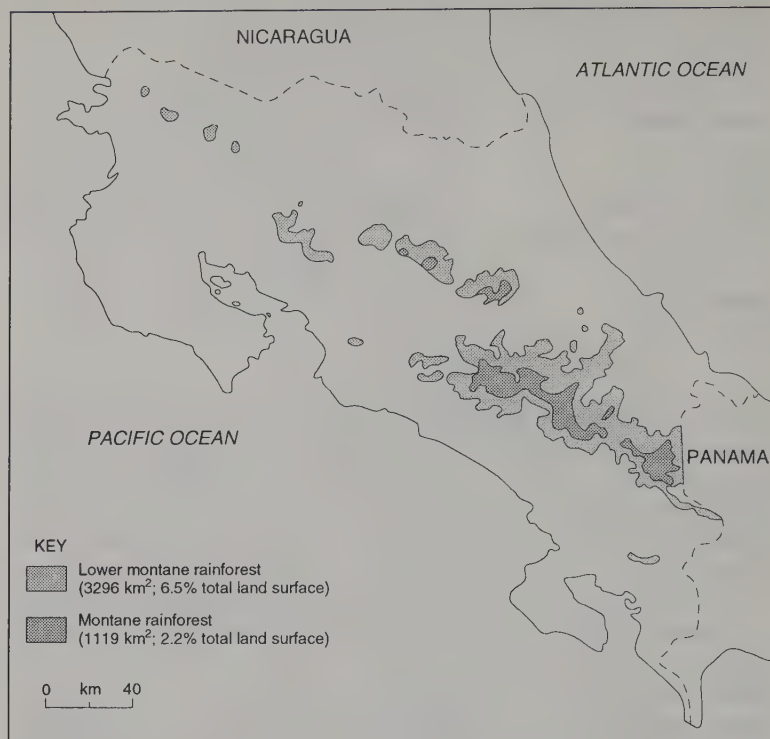 NICARAGUA
ATLANTIC OCEAN
PACIFIC OCEAN
PANAMA
KEY
Lower montane rainforest
(3296 km²; 6.5% total land surface)
Montane rainforest
(1119 km²; 2.2% total land surface)
0 km 40